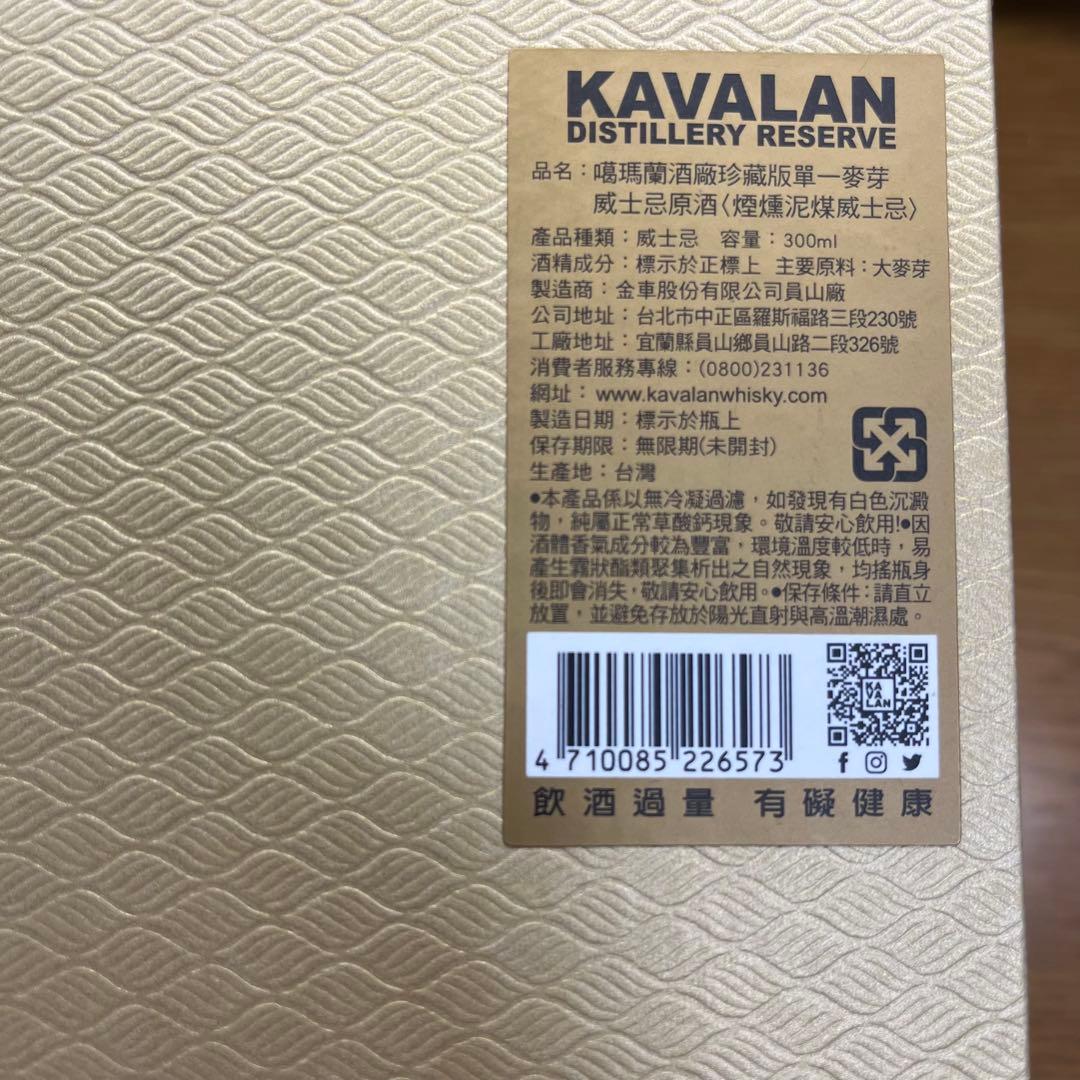 KAVALAN
DISTILLERY RESERVE
品名：噶瑪蘭酒廠珍藏版單一麥芽
威士忌原酒〈煙燻泥煤威士忌〉
產品種類：威士忌 容量：300ml
酒精成分：標示於正標上 主要原料：大麥芽
製造商：金車股份有限公司員山廠
公司地址：台北市中正區羅斯福路三段230號
工廠地址：宜蘭縣員山鄉員山路二段326號
消費者服務專線：(0800)231136
網址：www.kavalanwhisky.com
製造日期：標示於瓶上
保存期限：無限期(未開封)
生產地：台灣
●本產品係以無冷凝過濾，如發現有白色沉澱
物，純屬正常草酸鈣現象。敬請安心飲用!●因
酒體香氣成分較為豐富，環境溫度較低時，易
產生霧狀酯類聚集析出之自然現象，均搖瓶身
後即會消失，敬請安心飲用。●保存條件：請直立
放置，並避免存放於陽光直射與高溫潮濕處。
KA
VA
LAN
4 710085 226573
飲酒過量 有礙健康